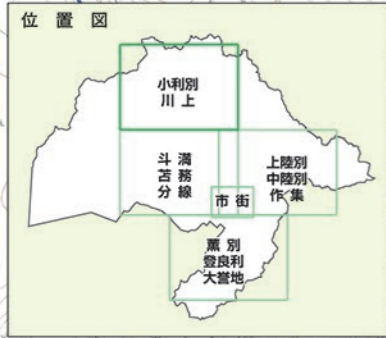 位置図
小利別
川上
斗満
苫務
分線
上陸別
中陸別
作集
市街
薫別
登良利
大誉地